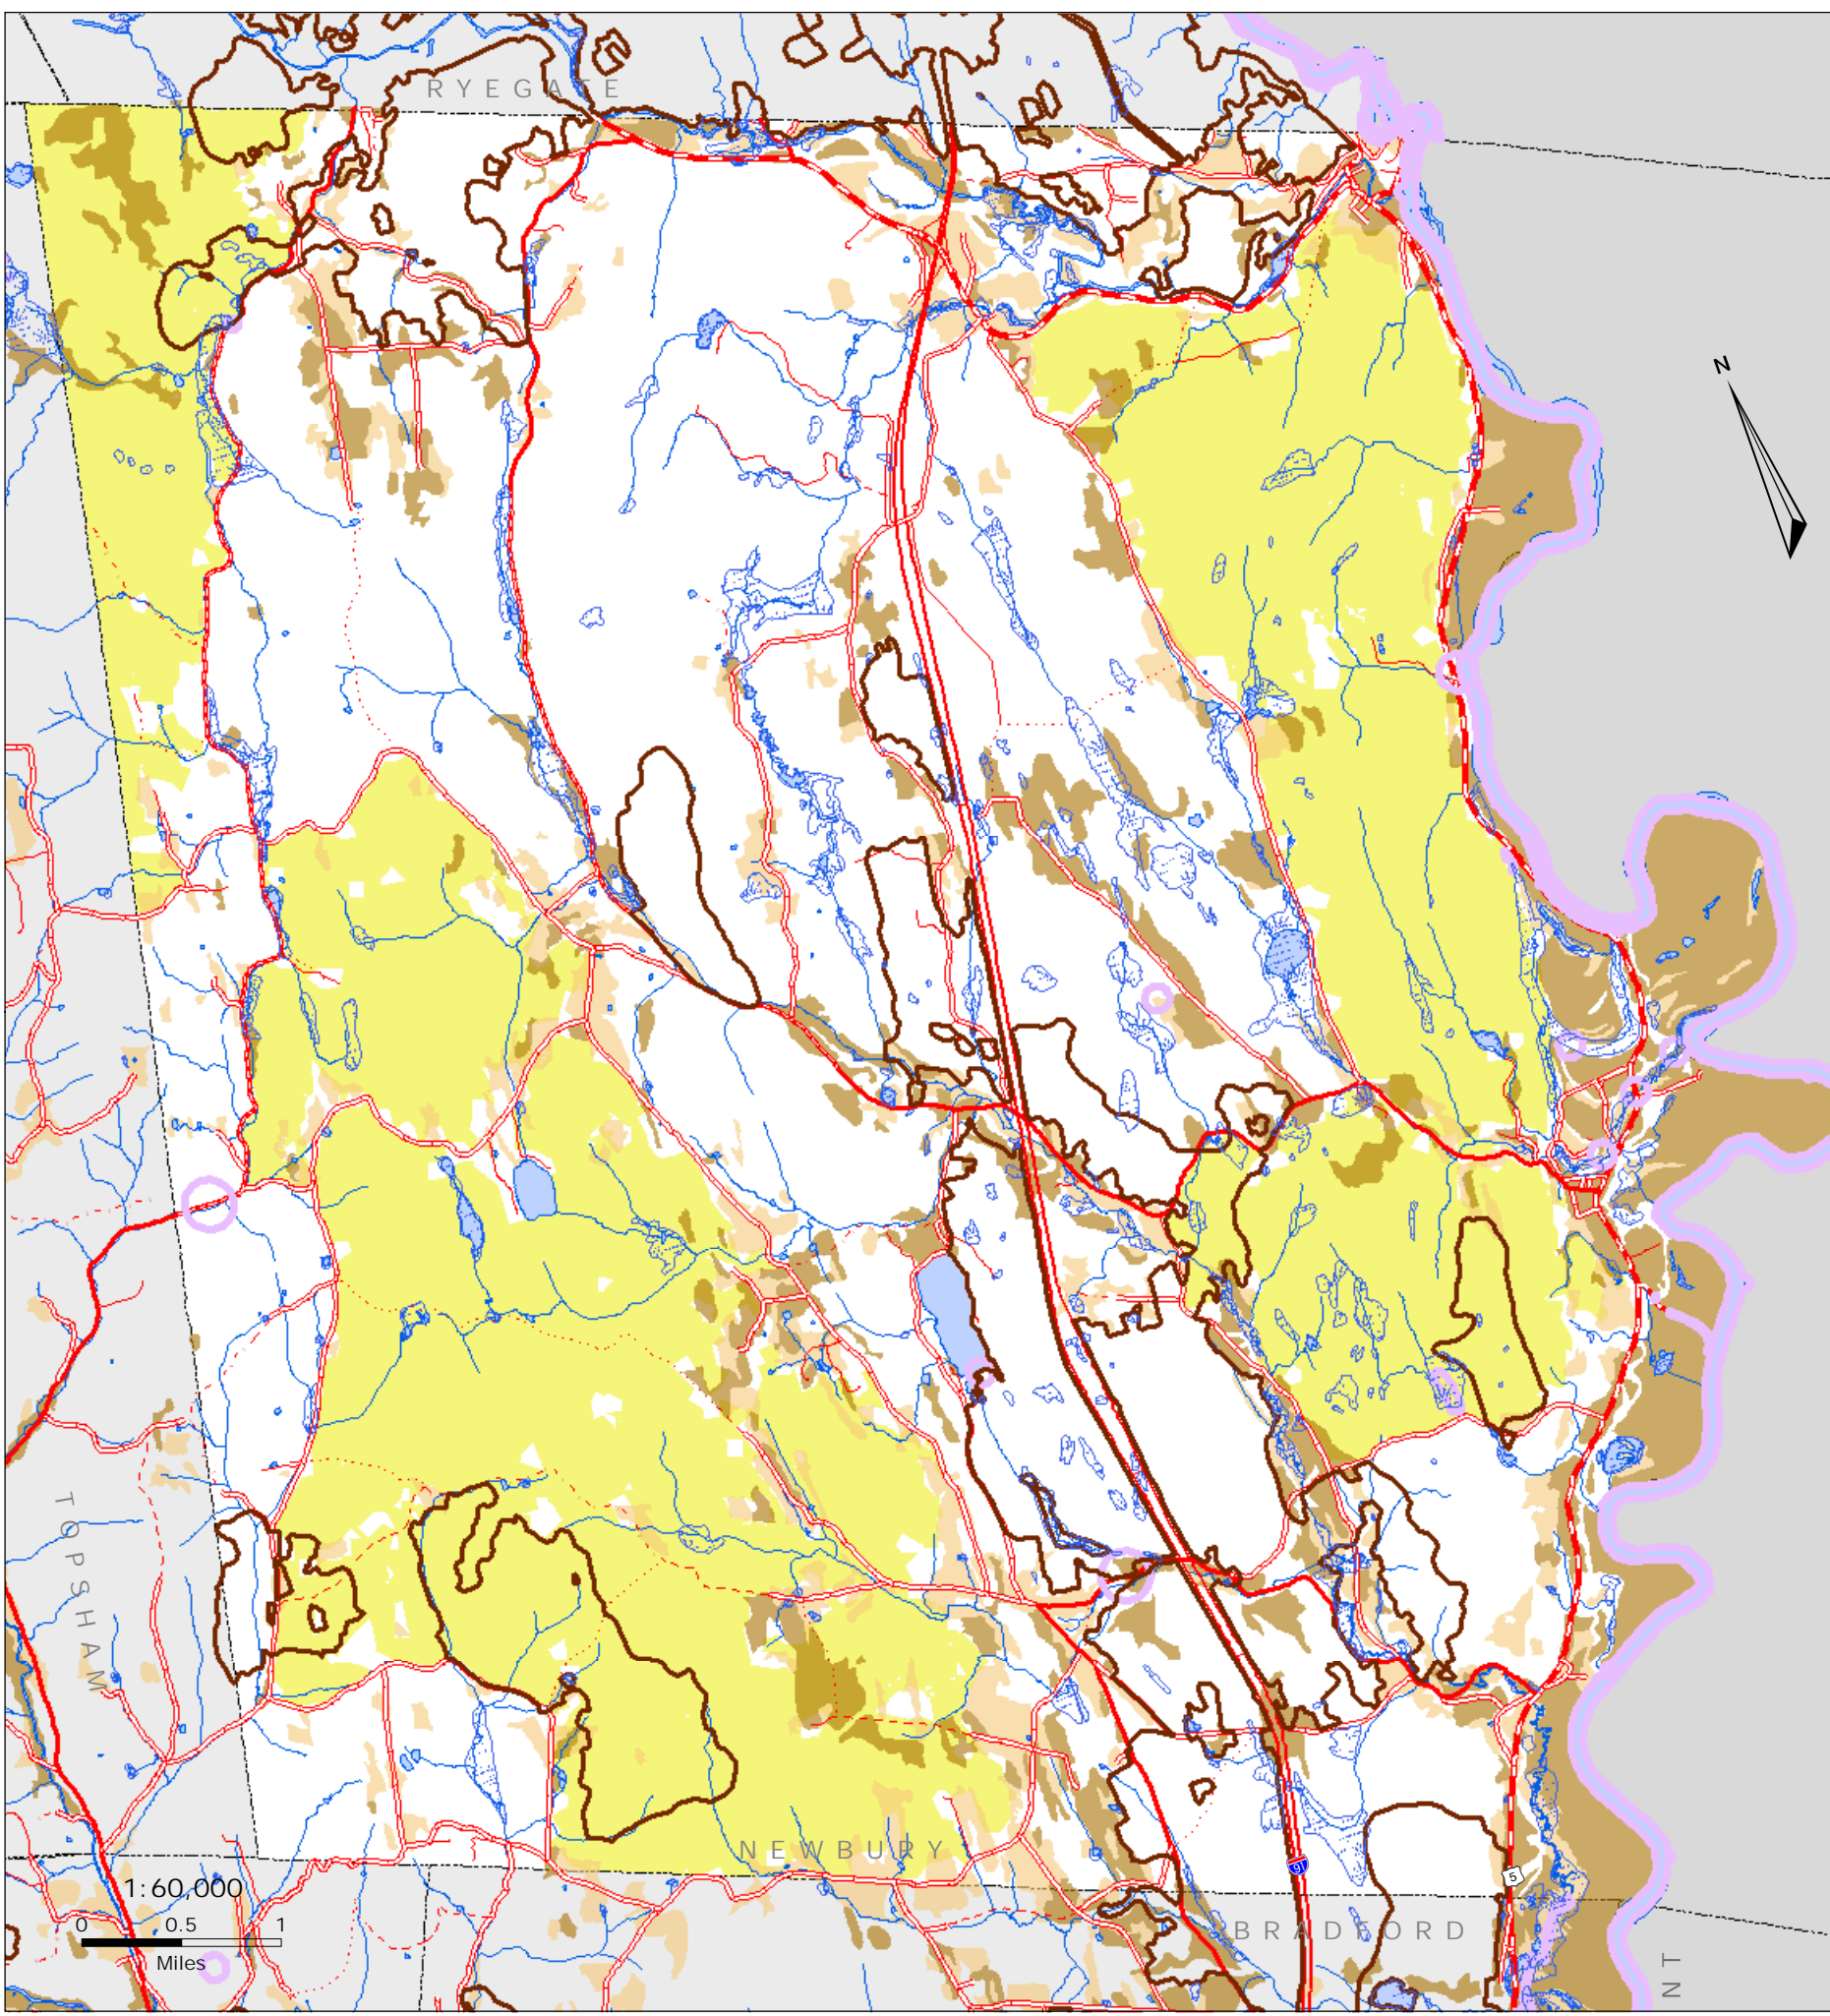 RYEGATE
N
TOPSHAM
NEWBURY
1:60,000
0 0.5 1
Miles
91
5
BRADFORD
NT